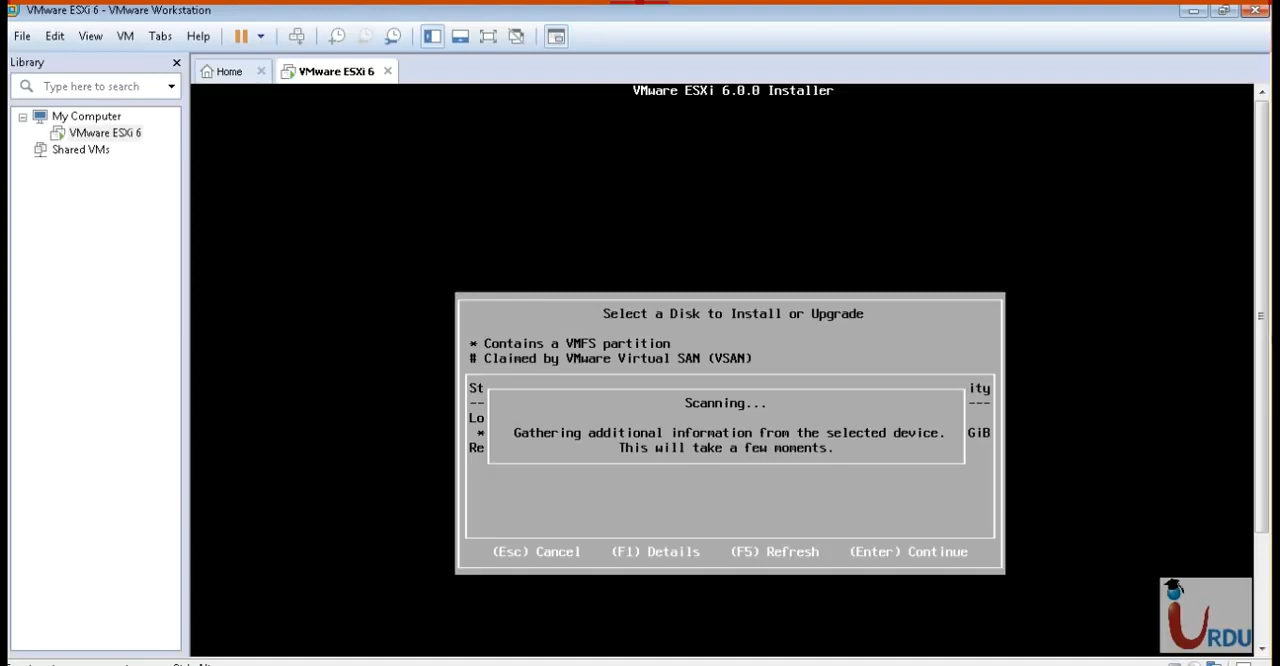 VMware ESXi 6 - VMware Workstation
File Edit View VM Tabs Help
Library
Type here to search
My Computer
VMware ESXi 6
Shared VMs
Home
VMware ESXi 6
VMware ESXi 6.0.0 Installer
Select a Disk to Install or Upgrade
* Contains a VMFS partition
# Claimed by VMware Virtual SAN (VSAN)
St ity
-- ---
Scanning...
Lo
* Gathering additional information from the selected device. GiB
Re This will take a few moments.
(Esc) Cancel (F1) Details (F5) Refresh (Enter) Continue
iURDU